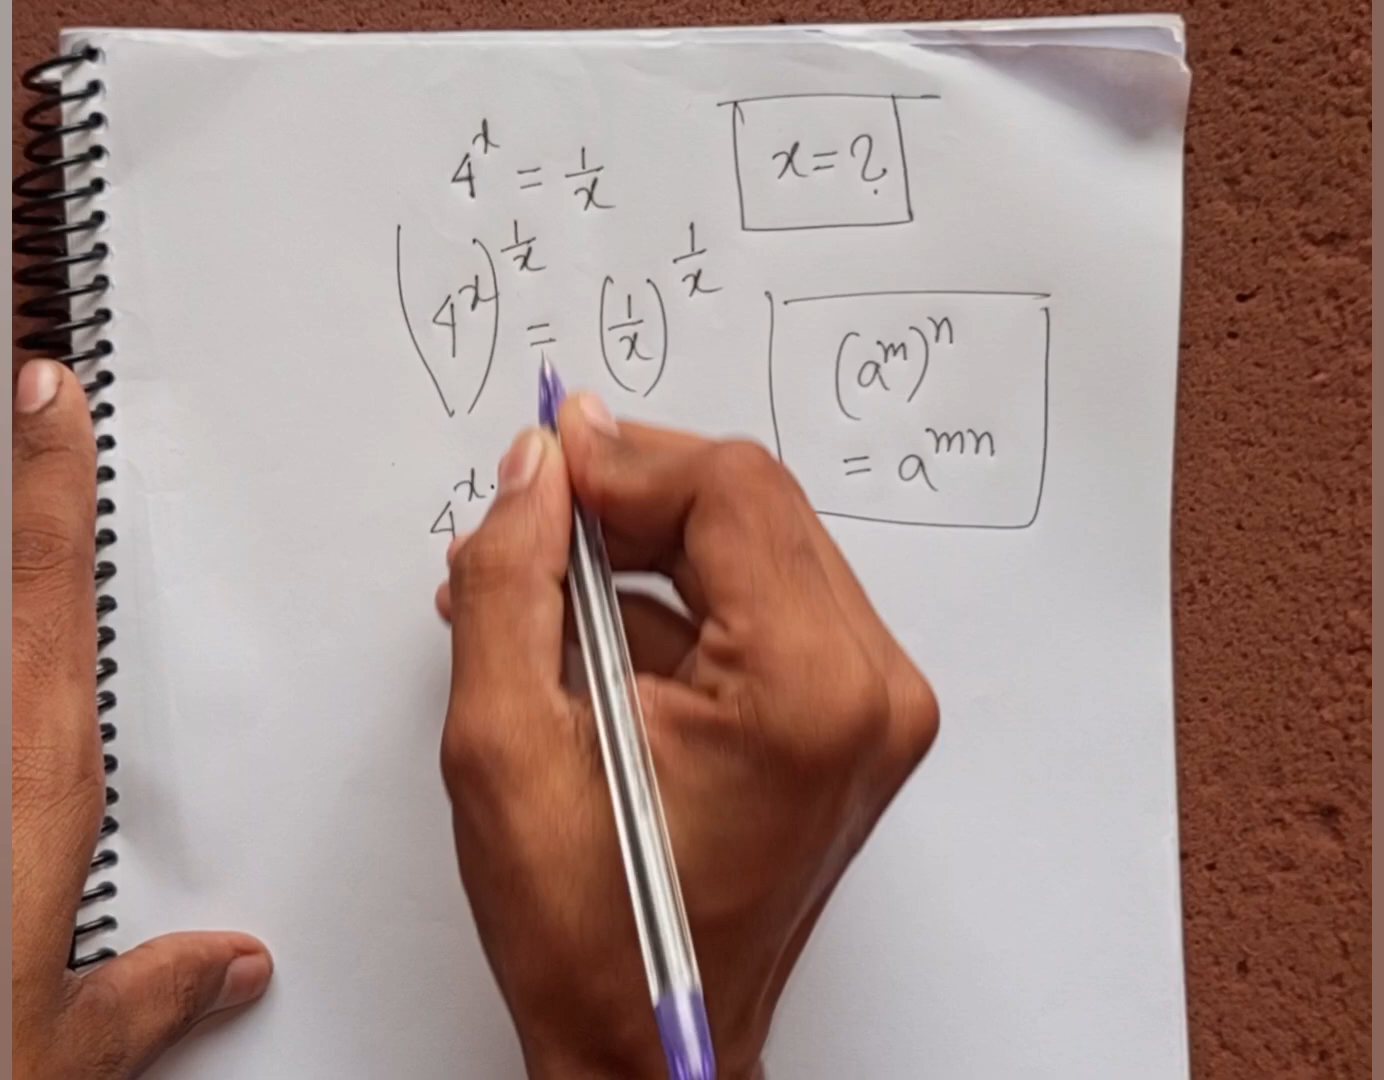 4^x = 1/x
x = ?
(4^x)^(1/x) = (1/x)^(1/x)
(a^m)^n
= a^(mn)
4^(x.